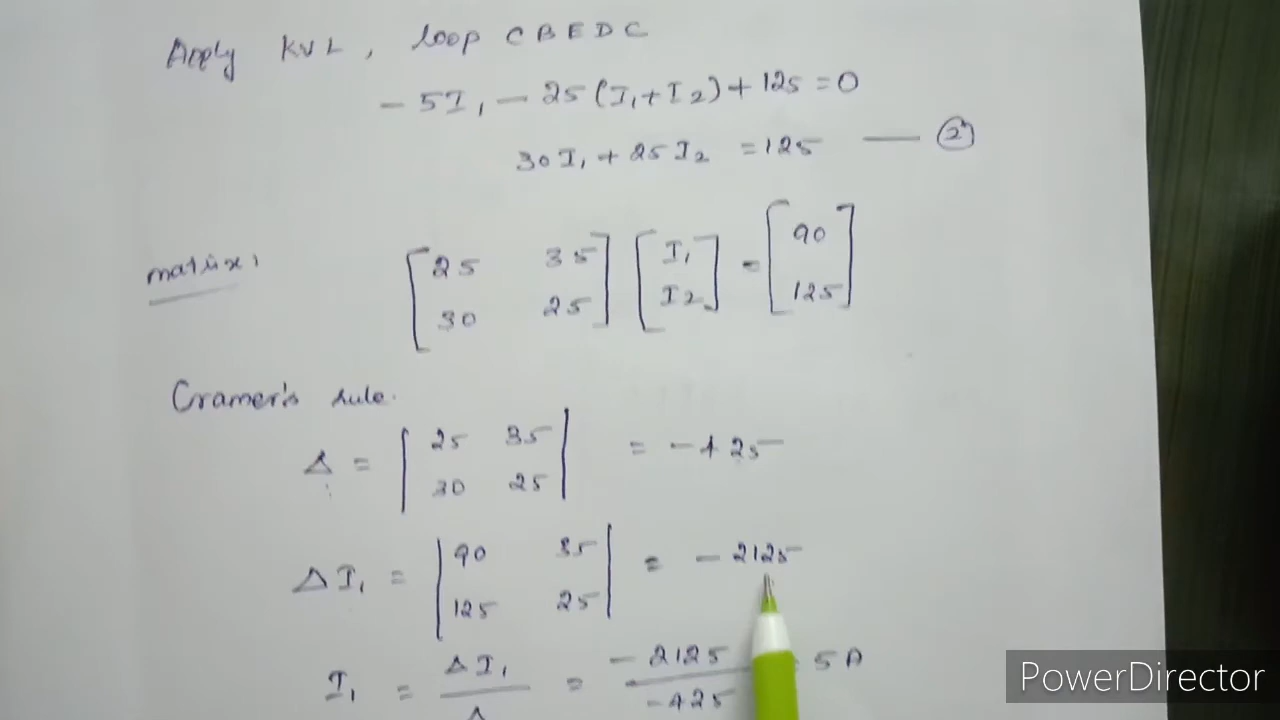 Apply KVL, loop CBEDC
- 5I₁ - 25 (I₁+I₂) + 125 = 0
30I₁ + 25I₂ = 125 — ②
matrix:
[25 35] [I₁] = [90]
[30 25] [I₂] [125]
Cramer's rule.
Δ = |25 35| = -425
|30 25|
ΔI₁ = |90 35| = - 2125
|125 25|
I₁ = ΔI₁ / Δ = - 2125 / -425 5A
PowerDirector